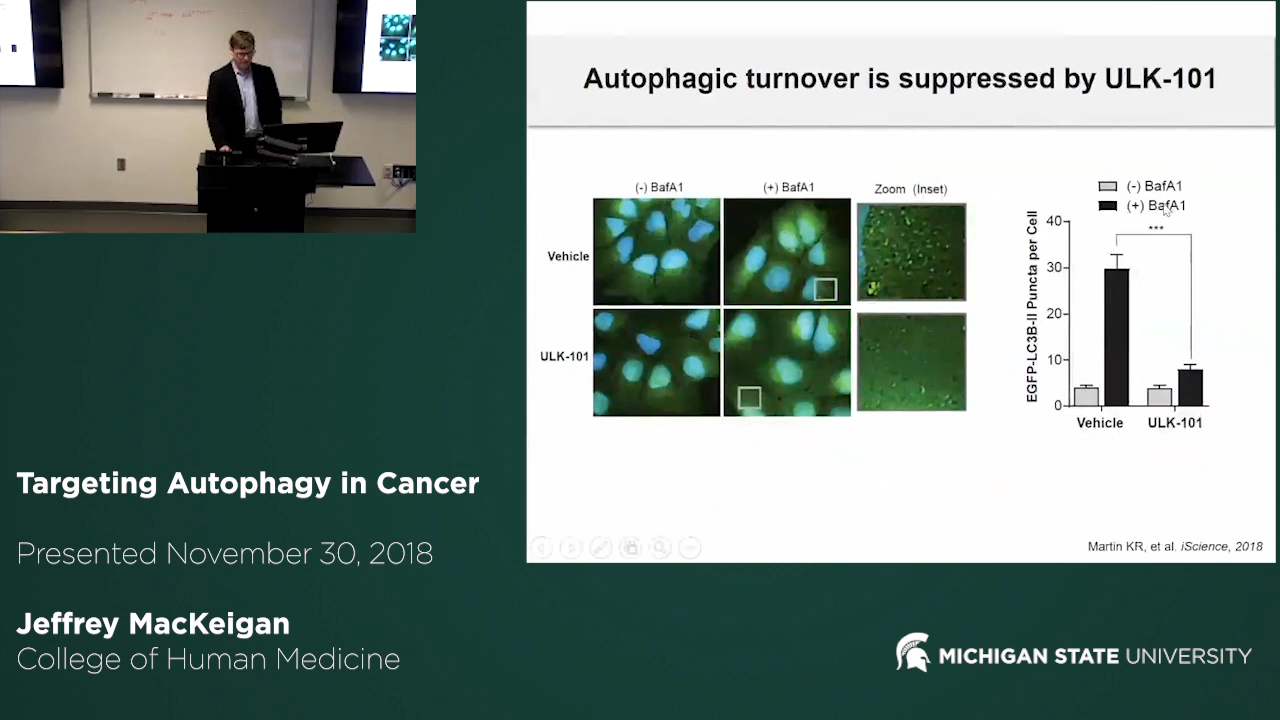 Autophagic turnover is suppressed by ULK-101
(-) BafA1
(+) BafA1
Zoom (Inset)
Vehicle
ULK-101
(-) BafA1
(+) BafA1
EGFP-LC3B-II Puncta per Cell
40
30
20
10
0
***
Vehicle
ULK-101
Martin KR, et al. iScience, 2018
Targeting Autophagy in Cancer
Presented November 30, 2018
Jeffrey MacKeigan
College of Human Medicine
MICHIGAN STATE UNIVERSITY